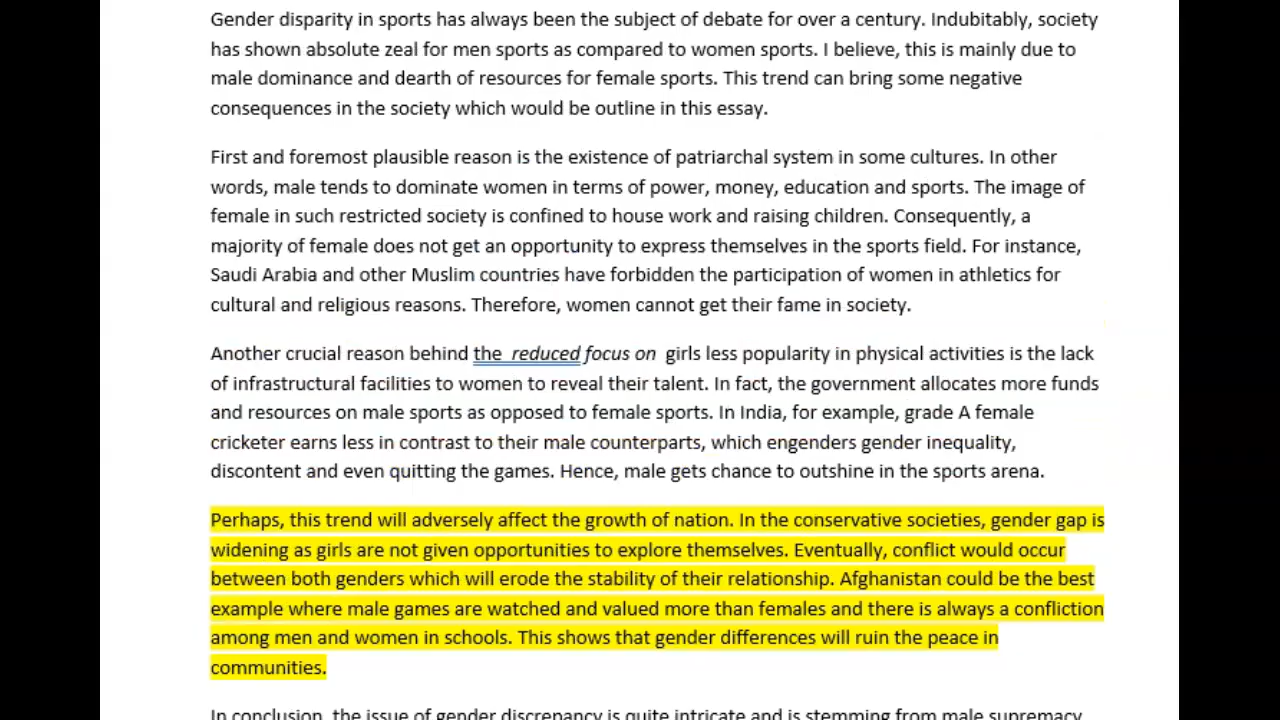 Gender disparity in sports has always been the subject of debate for over a century. Indubitably, society
has shown absolute zeal for men sports as compared to women sports. I believe, this is mainly due to
male dominance and dearth of resources for female sports. This trend can bring some negative
consequences in the society which would be outline in this essay.
First and foremost plausible reason is the existence of patriarchal system in some cultures. In other
words, male tends to dominate women in terms of power, money, education and sports. The image of
female in such restricted society is confined to house work and raising children. Consequently, a
majority of female does not get an opportunity to express themselves in the sports field. For instance,
Saudi Arabia and other Muslim countries have forbidden the participation of women in athletics for
cultural and religious reasons. Therefore, women cannot get their fame in society.
Another crucial reason behind the reduced focus on girls less popularity in physical activities is the lack
of infrastructural facilities to women to reveal their talent. In fact, the government allocates more funds
and resources on male sports as opposed to female sports. In India, for example, grade A female
cricketer earns less in contrast to their male counterparts, which engenders gender inequality,
discontent and even quitting the games. Hence, male gets chance to outshine in the sports arena.
Perhaps, this trend will adversely affect the growth of nation. In the conservative societies, gender gap is
widening as girls are not given opportunities to explore themselves. Eventually, conflict would occur
between both genders which will erode the stability of their relationship. Afghanistan could be the best
example where male games are watched and valued more than females and there is always a confliction
among men and women in schools. This shows that gender differences will ruin the peace in
communities.
In conclusion, the issue of gender discrepancy is quite intricate and is stemming from male supremacy